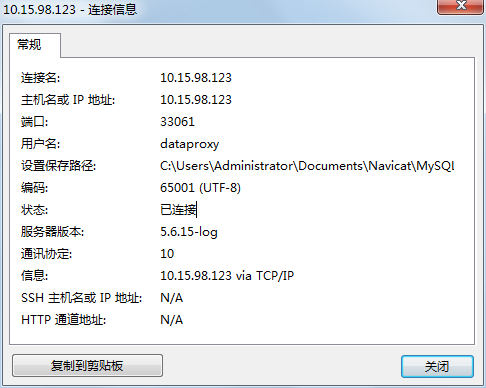 10.15.98.123 - 连接信息
常规
连接名: 10.15.98.123
主机名或 IP 地址: 10.15.98.123
端口: 33061
用户名: dataproxy
设置保存路径: C:\Users\Administrator\Documents\Navicat\MySQl
编码: 65001 (UTF-8)
状态: 已连接
服务器版本: 5.6.15-log
通讯协定: 10
信息: 10.15.98.123 via TCP/IP
SSH 主机名或 IP 地址: N/A
HTTP 通道地址: N/A
复制到剪贴板 关闭